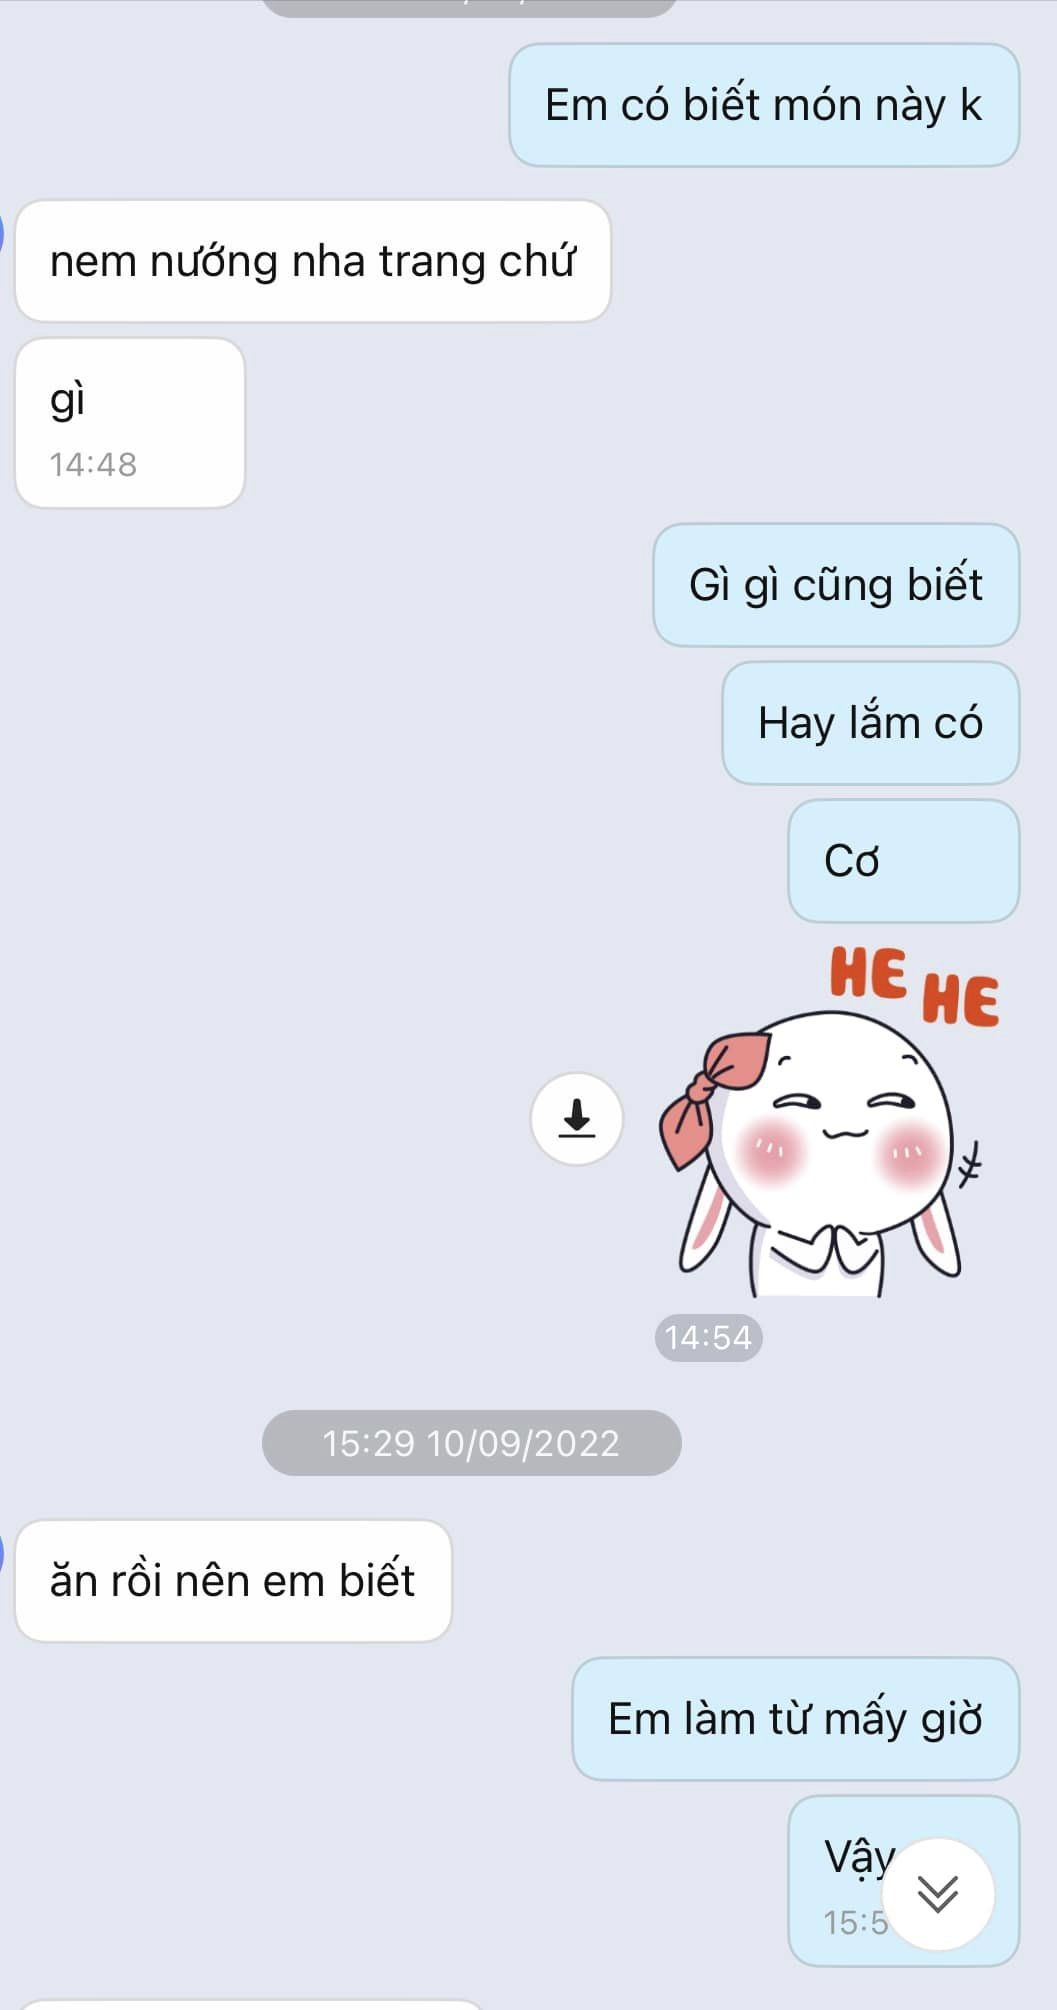 Em có biết món này k
nem nướng nha trang chứ
gì
14:48
Gì gì cũng biết
Hay lắm có
Cơ
HE HE
14:54
15:29 10/09/2022
ăn rồi nên em biết
Em làm từ mấy giờ
Vậy
15:5